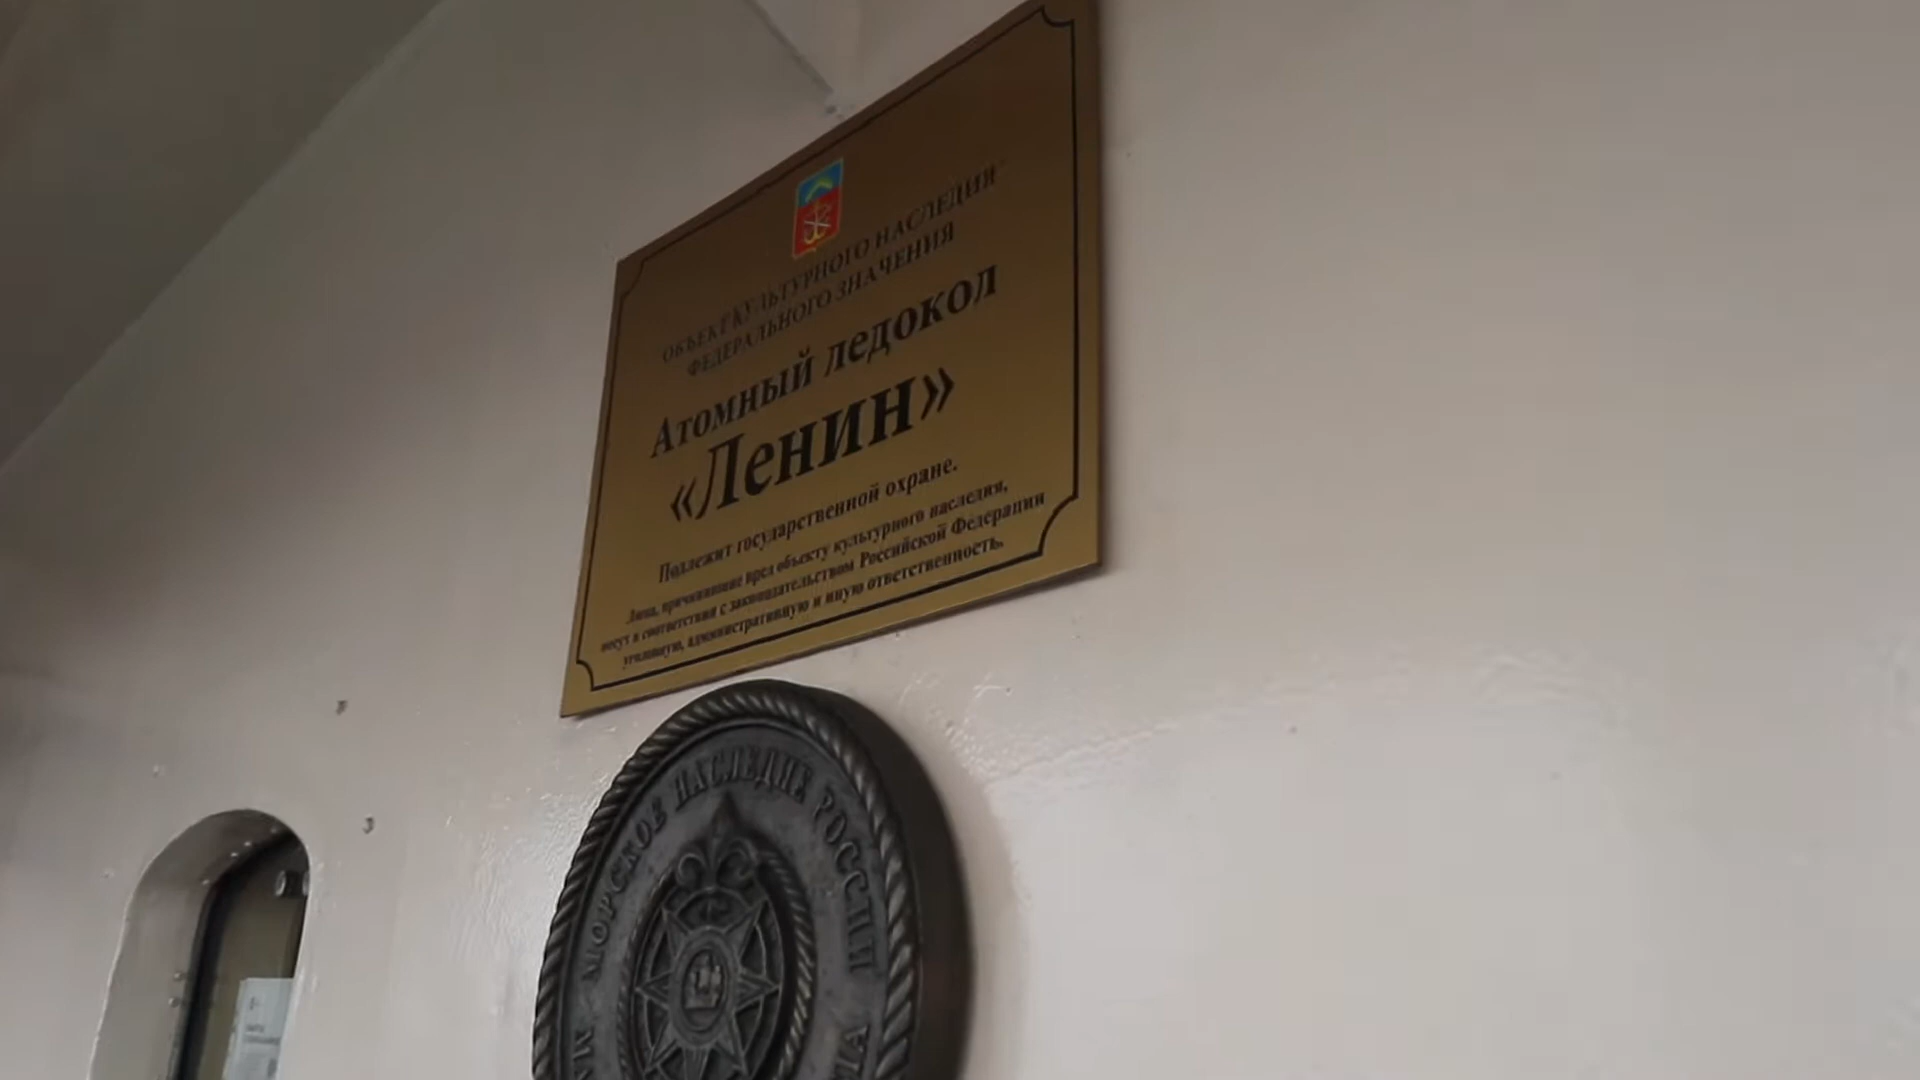 ОБЪЕКТ КУЛЬТУРНОГО НАСЛЕДИЯ
ФЕДЕРАЛЬНОГО ЗНАЧЕНИЯ
Атомный ледокол
«Ленин»
Подлежит государственной охране.
Лица, причинившие вред объекту культурного наследия,
несут в соответствии с законодательством Российской Федерации
уголовную, административную и иную ответственность.
МОРСКОЕ НАСЛЕДИЕ РОССИИ